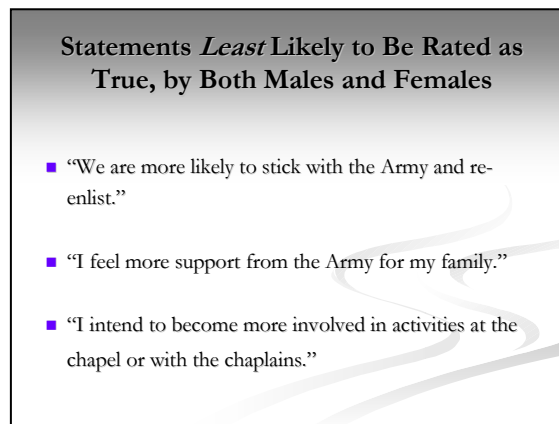 Statements Least Likely to Be Rated as
True, by Both Males and Females
“We are more likely to stick with the Army and re-
enlist.”
“I feel more support from the Army for my family.”
“I intend to become more involved in activities at the
chapel or with the chaplains.”